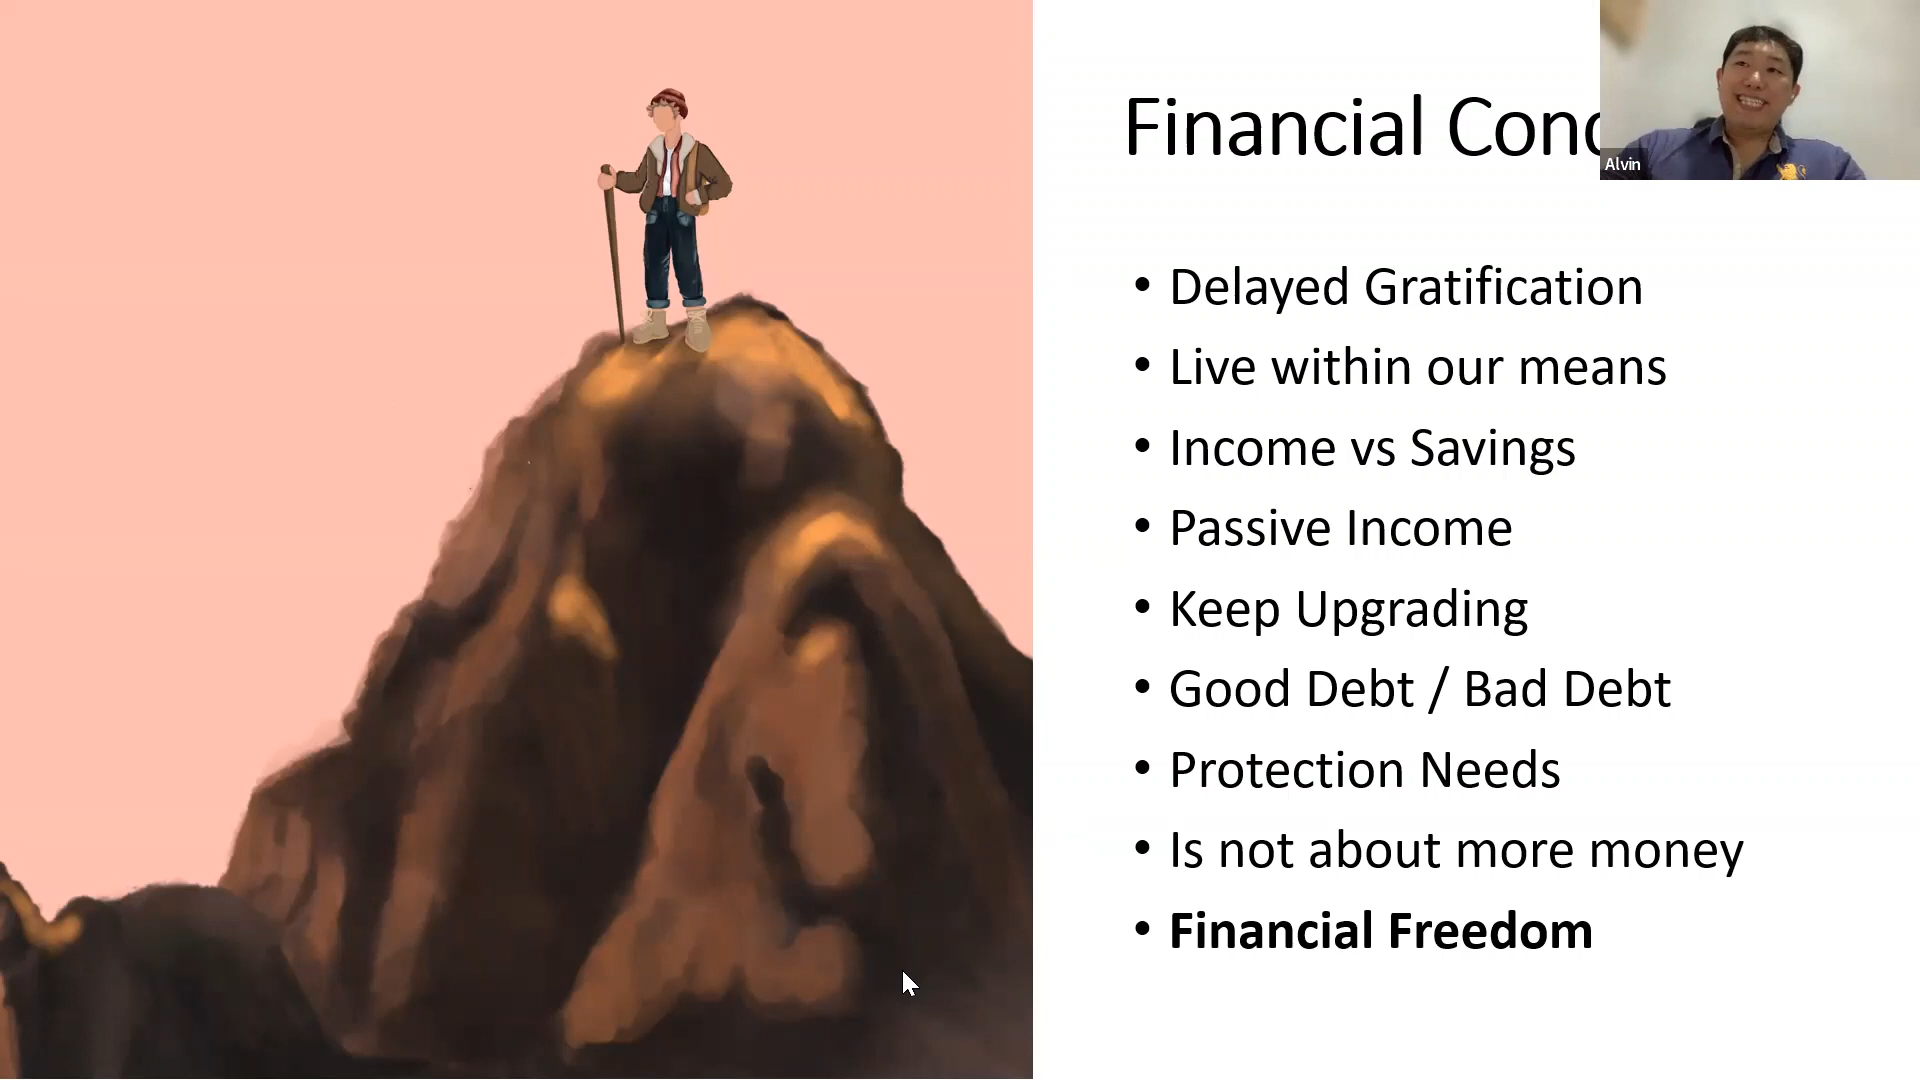 Financial Conc
Alvin
• Delayed Gratification
• Live within our means
• Income vs Savings
• Passive Income
• Keep Upgrading
• Good Debt / Bad Debt
• Protection Needs
• Is not about more money
• Financial Freedom